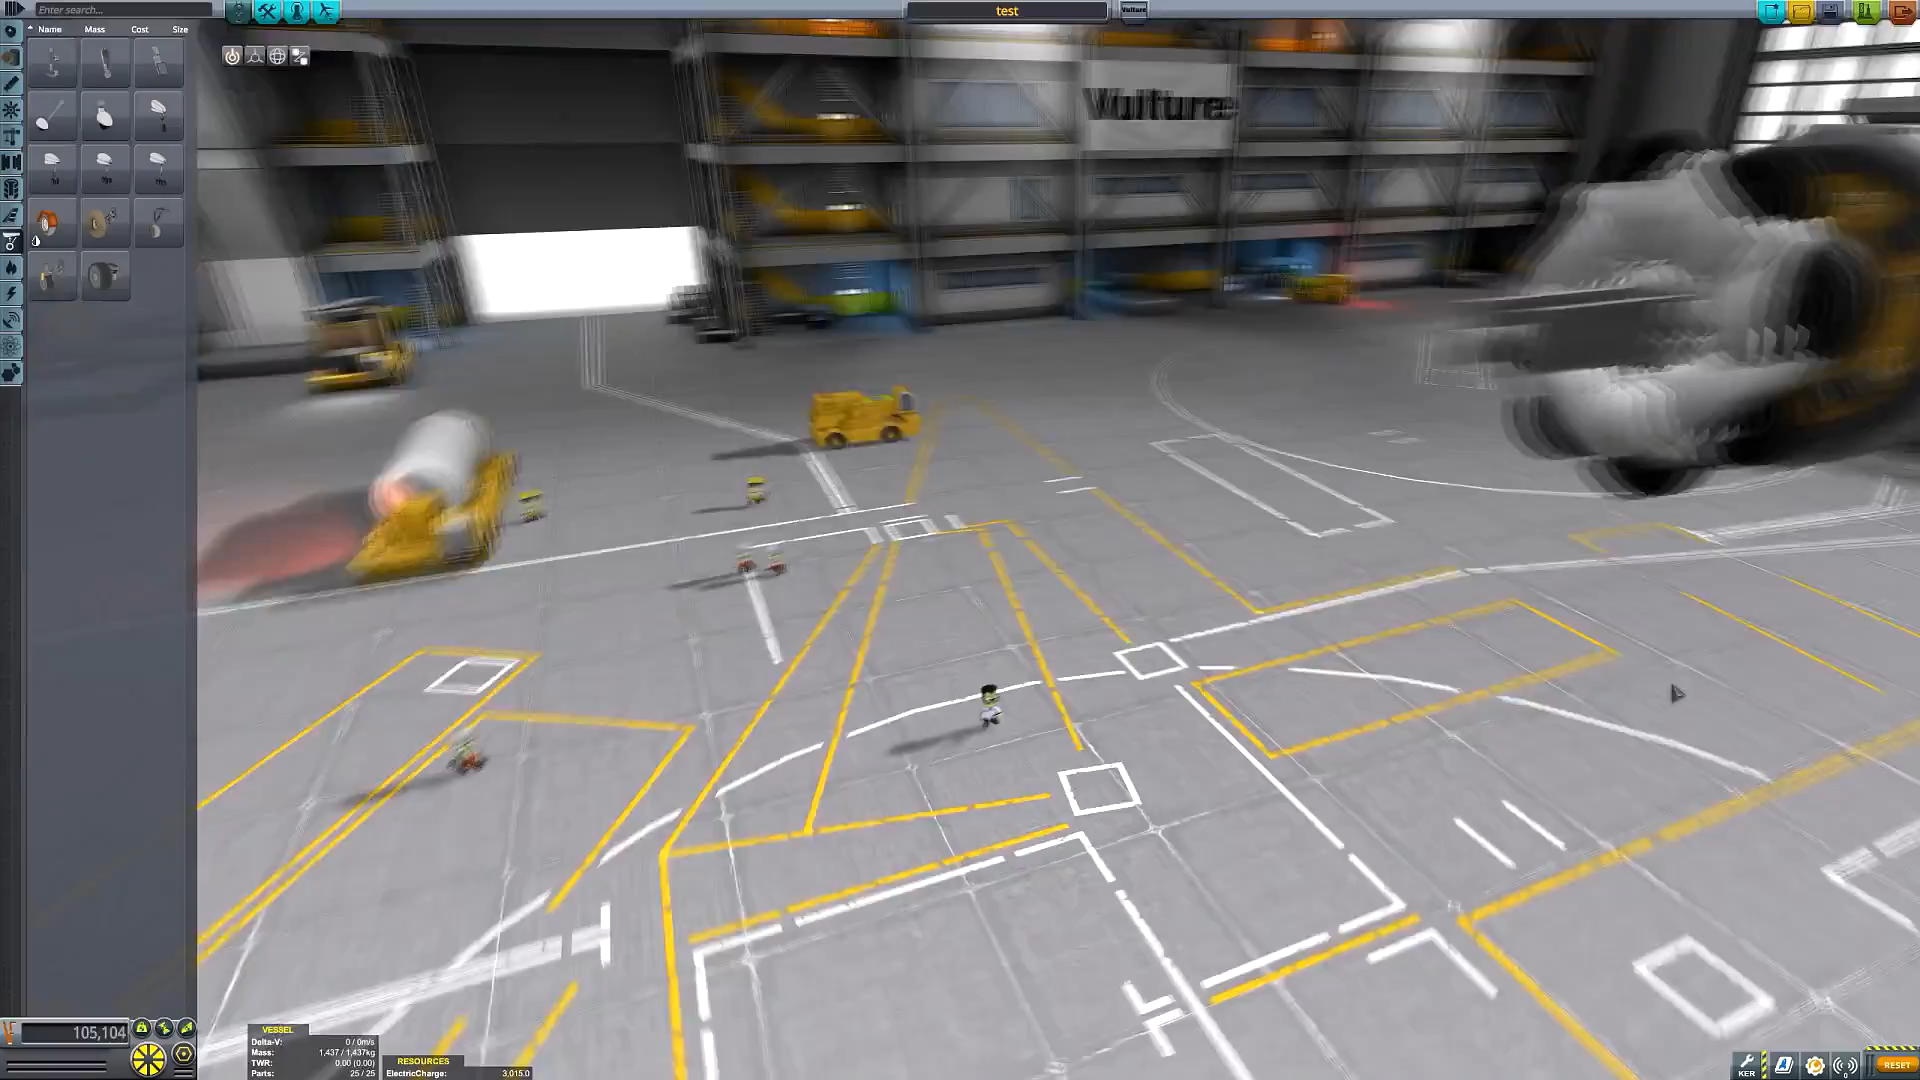 Enter search...
test
Vulture
Name Mass Cost Size
Vulture
105,104
VESSEL
Delta-V: 0 / 0m/s
Mass: 1,437 / 1,437kg
TWR: 0.00 (0.00)
Parts: 25 / 25
RESOURCES
ElectricCharge: 3,015.0
KER
0
RESET